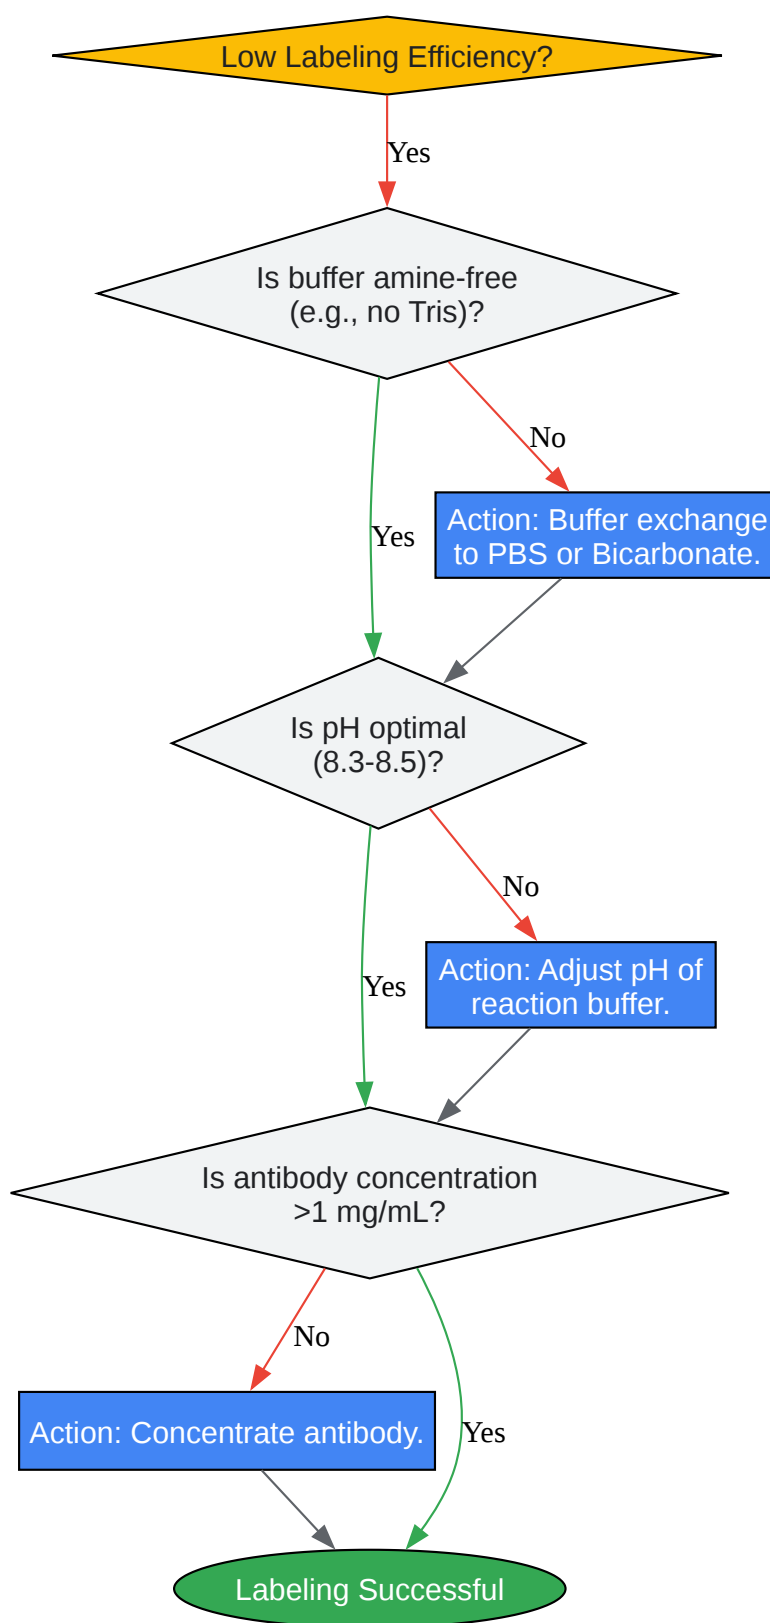 Low Labeling Efficiency?
Yes
Is buffer amine-free
(e.g., no Tris)?
No
Action: Buffer exchange
to PBS or Bicarbonate.
Yes
Is pH optimal
(8.3-8.5)?
No
Action: Adjust pH of
reaction buffer.
Yes
Is antibody concentration
>1 mg/mL?
No
Action: Concentrate antibody.
Yes
Labeling Successful